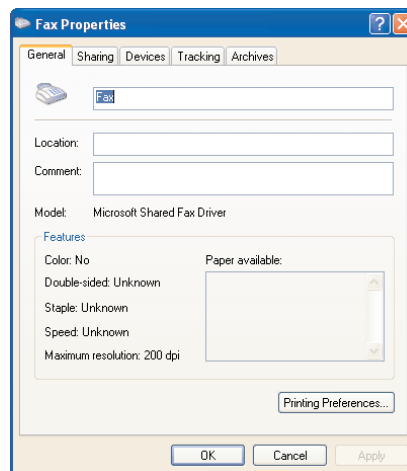 Fax Properties
General Sharing Devices Tracking Archives
Fax
Location:
Comment:
Model: Microsoft Shared Fax Driver
Features
Color: No Paper available:
Double-sided: Unknown
Staple: Unknown
Speed: Unknown
Maximum resolution: 200 dpi
Printing Preferences...
OK Cancel Apply